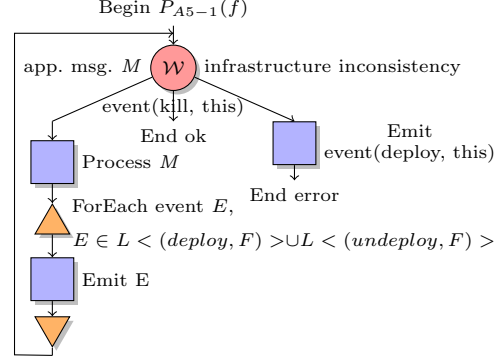 Begin P_{A5−1}(f)
app. msg. M
W
infrastructure inconsistency
event(kill, this)
End ok
Emit
event(deploy, this)
End error
Process M
ForEach event E,
E ∈ L < (deploy, F) >∪L < (undeploy, F) >
Emit E